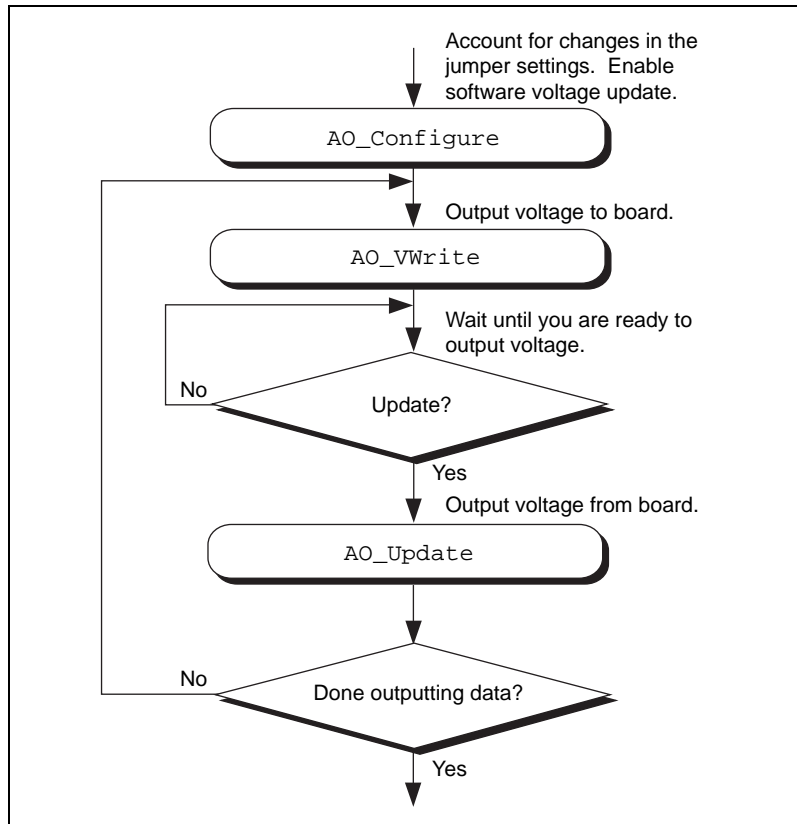 Account for changes in the
jumper settings.  Enable
software voltage update.
AO_Configure
Output voltage to board.
AO_VWrite
Wait until you are ready to
output voltage.
No
Update?
Yes
Output voltage from board.
AO_Update
No
Done outputting data?
Yes